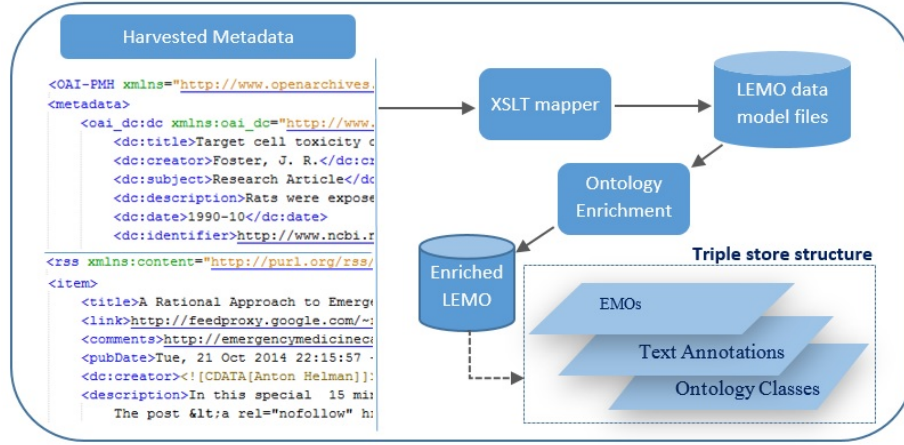 Harvested Metadata
<OAI-PMH xmlns="http://www.openarchives.
<metadata>
<oai_dc:dc xmlns:oai_dc="http://www.
<dc:title>Target cell toxicity
<dc:creator>Foster, J. R.</dc:cr
<dc:subject>Research Article</dc
<dc:description>Rats were expose
<dc:date>1990-10</dc:date>
<dc:identifier>http://www.ncbi.n
<rss xmlns:content="http://purl.org/rss/
<item>
<title>A Rational Approach to Emerge
<link>http://feedproxy.google.com/~
<comments>http://emergencymedicineca
<pubDate>Tue, 21 Oct 2014 22:15:57
<dc:creator><![CDATA[Anton Helman]]>
<description>In this special 15 min
The post &lt;a rel="nofollow" h
XSLT mapper
LEMO data
model files
Ontology
Enrichment
Enriched
LEMO
Triple store structure
EMOs
Text Annotations
Ontology Classes